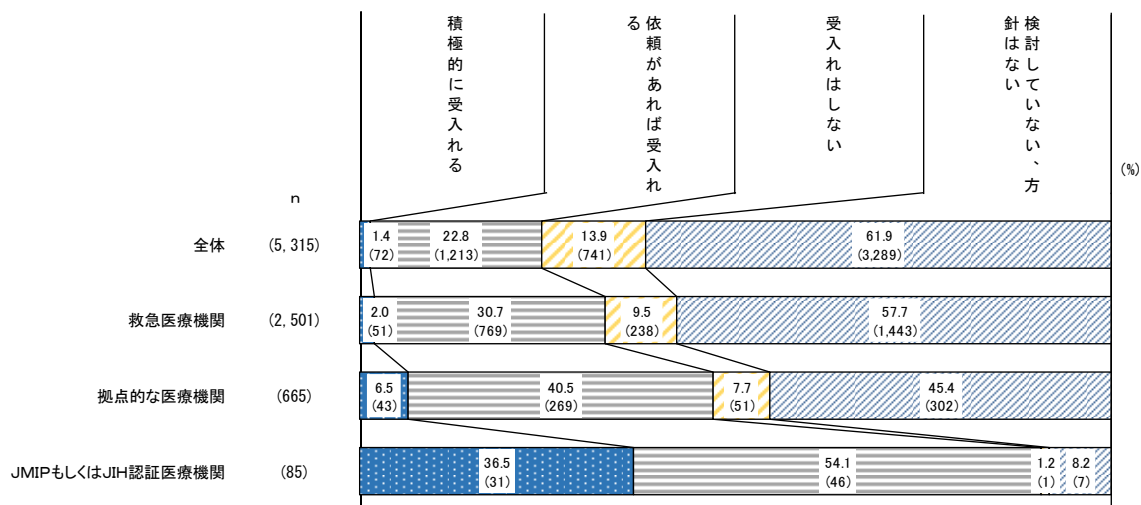 積極的に受入れる
依頼があれば受入れ
る
受入れはしない
検討していない、方
針はない
(%)
n
全体 (5,315) 1.4 (72) 22.8 (1,213) 13.9 (741) 61.9 (3,289)
救急医療機関 (2,501) 2.0 (51) 30.7 (769) 9.5 (238) 57.7 (1,443)
拠点的な医療機関 (665) 6.5 (43) 40.5 (269) 7.7 (51) 45.4 (302)
JMIPもしくはJIH認証医療機関 (85) 36.5 (31) 54.1 (46) 1.2 (1) 8.2 (7)